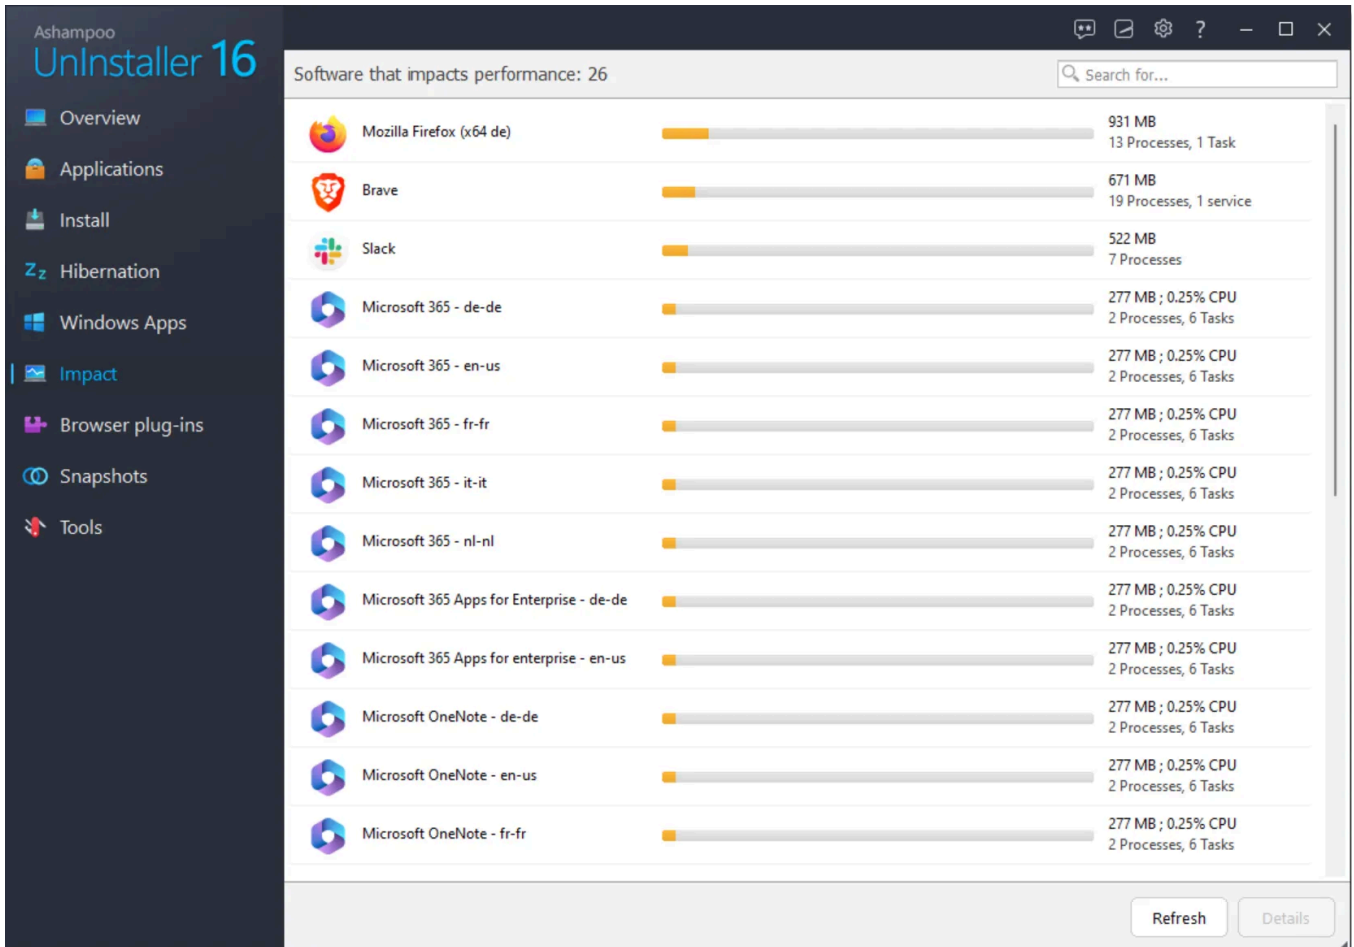 Ashampoo
UnInstaller 16
Overview
Applications
Install
Zz Hibernation
Windows Apps
Impact
Browser plug-ins
Snapshots
Tools
?
Software that impacts performance: 26
Search for...
Mozilla Firefox (x64 de)
931 MB
13 Processes, 1 Task
Brave
671 MB
19 Processes, 1 service
Slack
522 MB
7 Processes
Microsoft 365 - de-de
277 MB ; 0.25% CPU
2 Processes, 6 Tasks
Microsoft 365 - en-us
277 MB ; 0.25% CPU
2 Processes, 6 Tasks
Microsoft 365 - fr-fr
277 MB ; 0.25% CPU
2 Processes, 6 Tasks
Microsoft 365 - it-it
277 MB ; 0.25% CPU
2 Processes, 6 Tasks
Microsoft 365 - nl-nl
277 MB ; 0.25% CPU
2 Processes, 6 Tasks
Microsoft 365 Apps for Enterprise - de-de
277 MB ; 0.25% CPU
2 Processes, 6 Tasks
Microsoft 365 Apps for enterprise - en-us
277 MB ; 0.25% CPU
2 Processes, 6 Tasks
Microsoft OneNote - de-de
277 MB ; 0.25% CPU
2 Processes, 6 Tasks
Microsoft OneNote - en-us
277 MB ; 0.25% CPU
2 Processes, 6 Tasks
Microsoft OneNote - fr-fr
277 MB ; 0.25% CPU
2 Processes, 6 Tasks
Refresh
Details